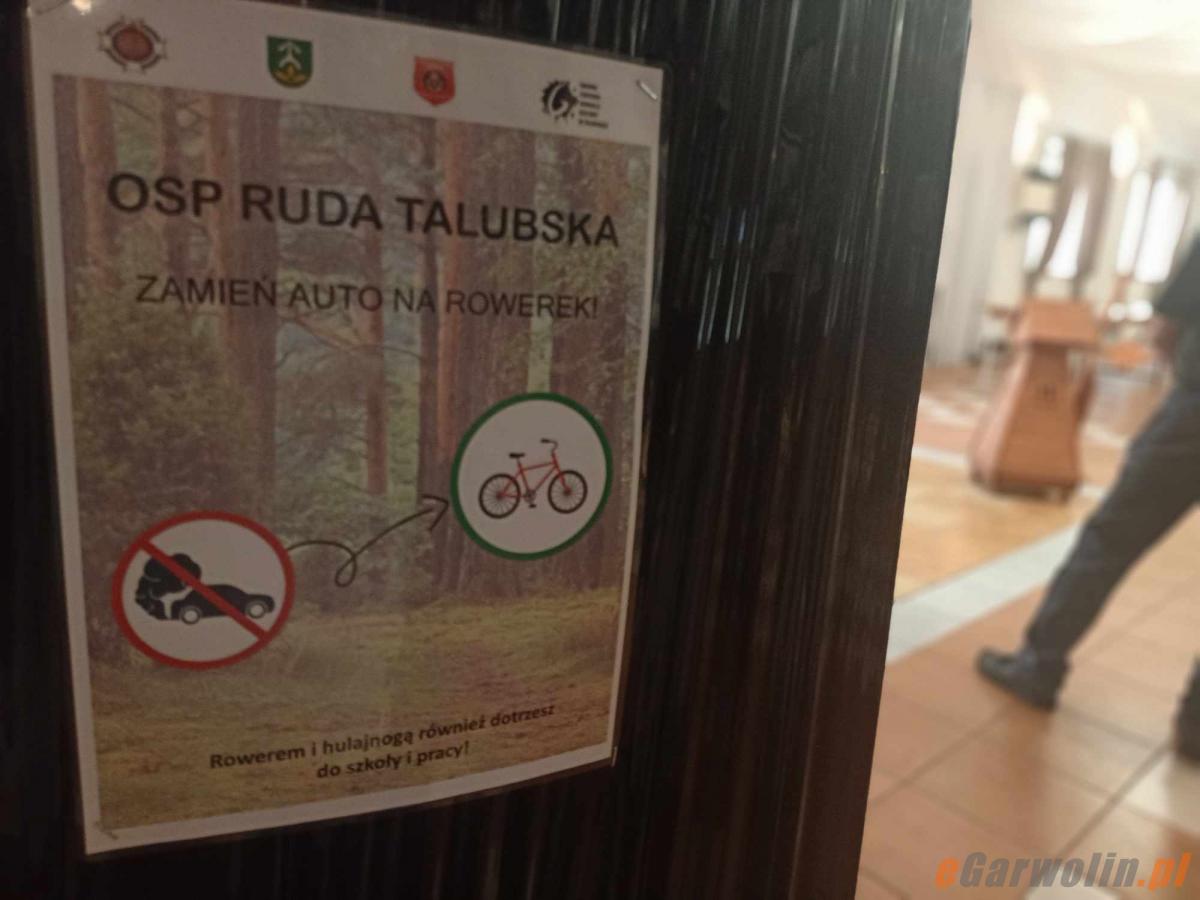 OSP RUDA TALUBSKA
ZAMIEŃ AUTO NA ROWEREK!
Rowerem i hulajnogą również dotrzesz
do szkoły i pracy!
eGarwolin.pl